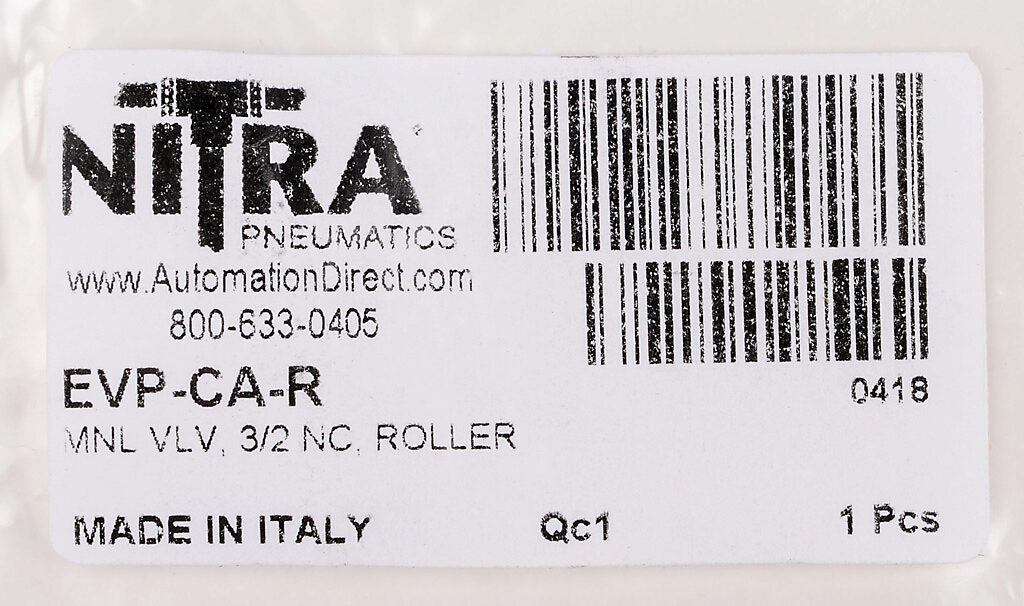 NITRA
PNEUMATICS
www.AutomationDirect.com
800-633-0405
EVP-CA-R
0418
MNL VLV, 3/2 NC, ROLLER
MADE IN ITALY Qc1 1 Pcs